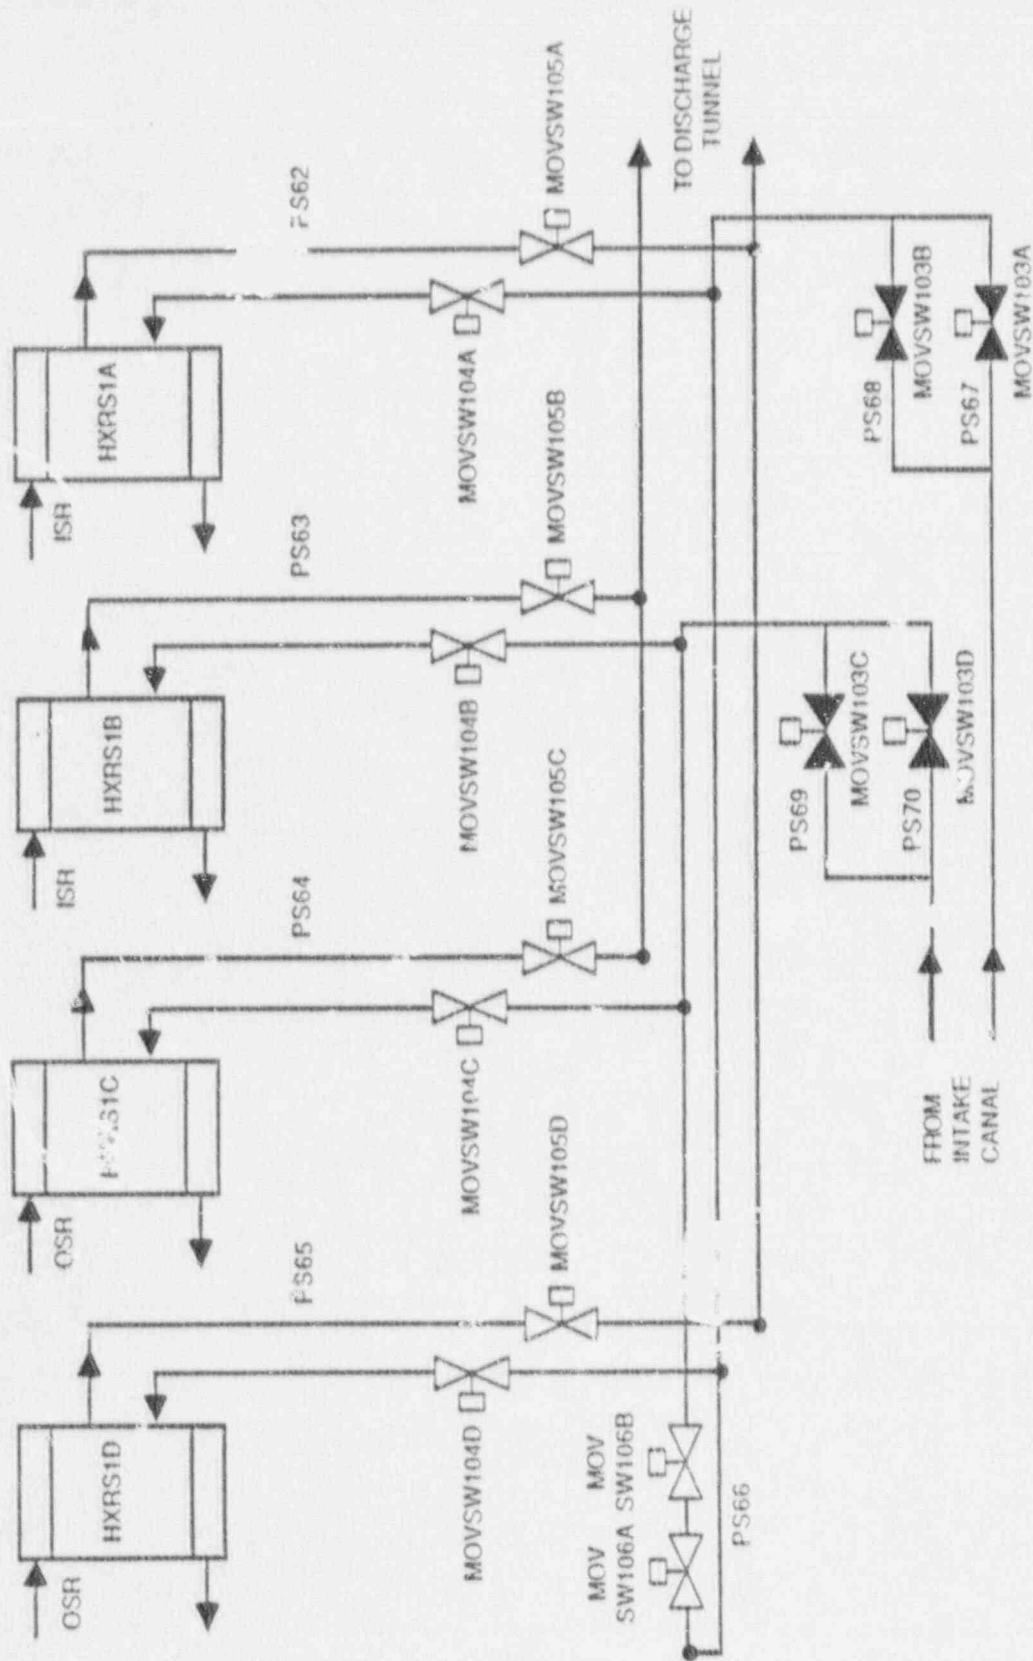 HXRS1D
HXRS1B
HXRS1A
OSR
OSR
ISR
ISR
PS65
PS64
PS63
PS62
MOVSW104D
MOVSW105D
MOVSW104C
MOVSW105C
MOVSW104B
MOVSW105B
MOVSW104A
MOVSW105A
MOV
SW106A
MOV
SW106B
PS66
TO DISCHARGE
TUNNEL
PS69
MOVSW103C
PS70
MOVSW103D
PS68
MOVSW103B
PS67
MOVSW103A
FROM
INTAKE
CANAL